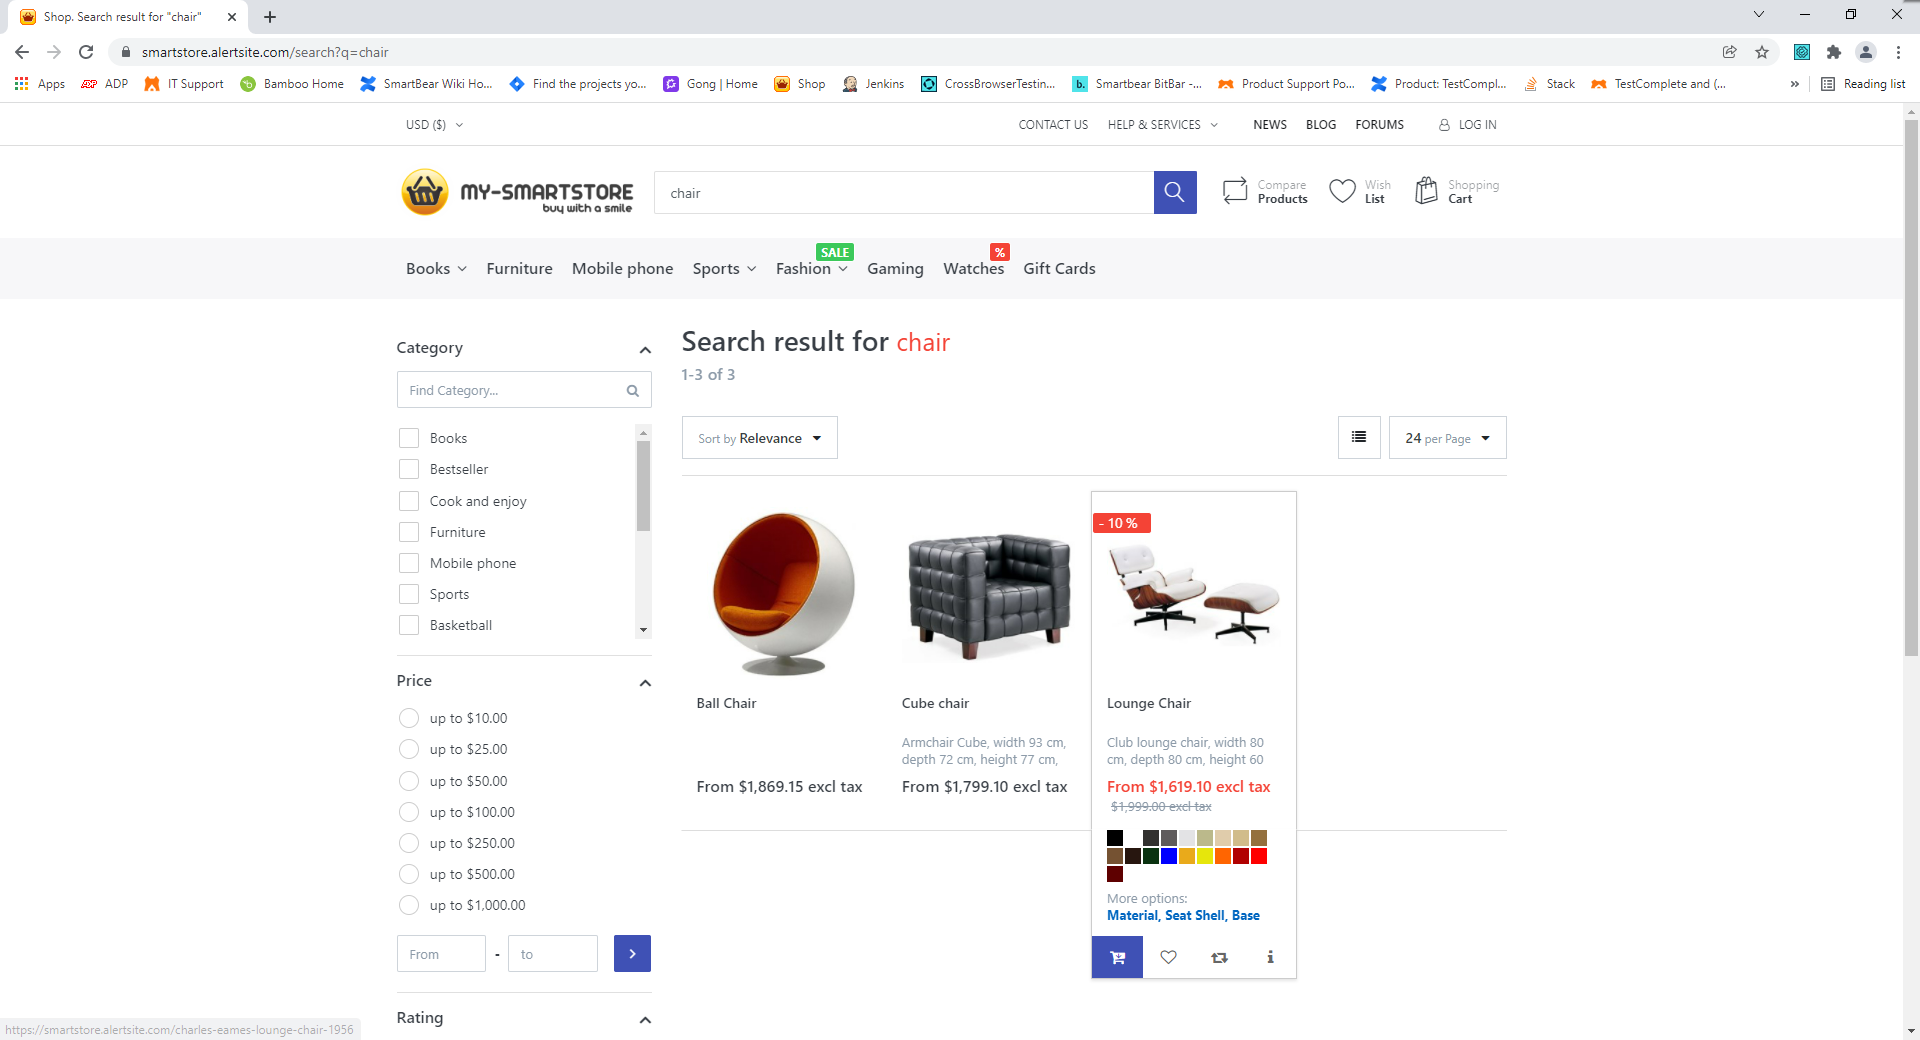 Shop. Search result for "chair"
smartstore.alertsite.com/search?q=chair
Apps
ADP
IT Support
Bamboo Home
SmartBear Wiki Ho...
Find the projects yo...
Gong | Home
Shop
Jenkins
CrossBrowserTestin...
Smartbear BitBar -...
Product Support Po...
Product: TestCompl...
Stack
TestComplete and (...
»
Reading list
USD ($)
CONTACT US
HELP & SERVICES
NEWS
BLOG
FORUMS
LOG IN
MY-SMARTSTORE
buy with a smile
chair
Compare
Products
Wish
List
Shopping
Cart
SALE
%
Books
Furniture
Mobile phone
Sports
Fashion
Gaming
Watches
Gift Cards
Category
Find Category...
Books
Bestseller
Cook and enjoy
Furniture
Mobile phone
Sports
Basketball
Price
up to $10.00
up to $25.00
up to $50.00
up to $100.00
up to $250.00
up to $500.00
up to $1,000.00
From - to
Rating
Search result for chair
1-3 of 3
Sort by Relevance
24 per Page
Ball Chair
From $1,869.15 excl tax
Cube chair
Armchair Cube, width 93 cm,
depth 72 cm, height 77 cm,
From $1,799.10 excl tax
- 10 %
Lounge Chair
Club lounge chair, width 80
cm, depth 80 cm, height 60
From $1,619.10 excl tax
$1,999.00 excl tax
More options:
Material, Seat Shell, Base
https://smartstore.alertsite.com/charles-eames-lounge-chair-1956